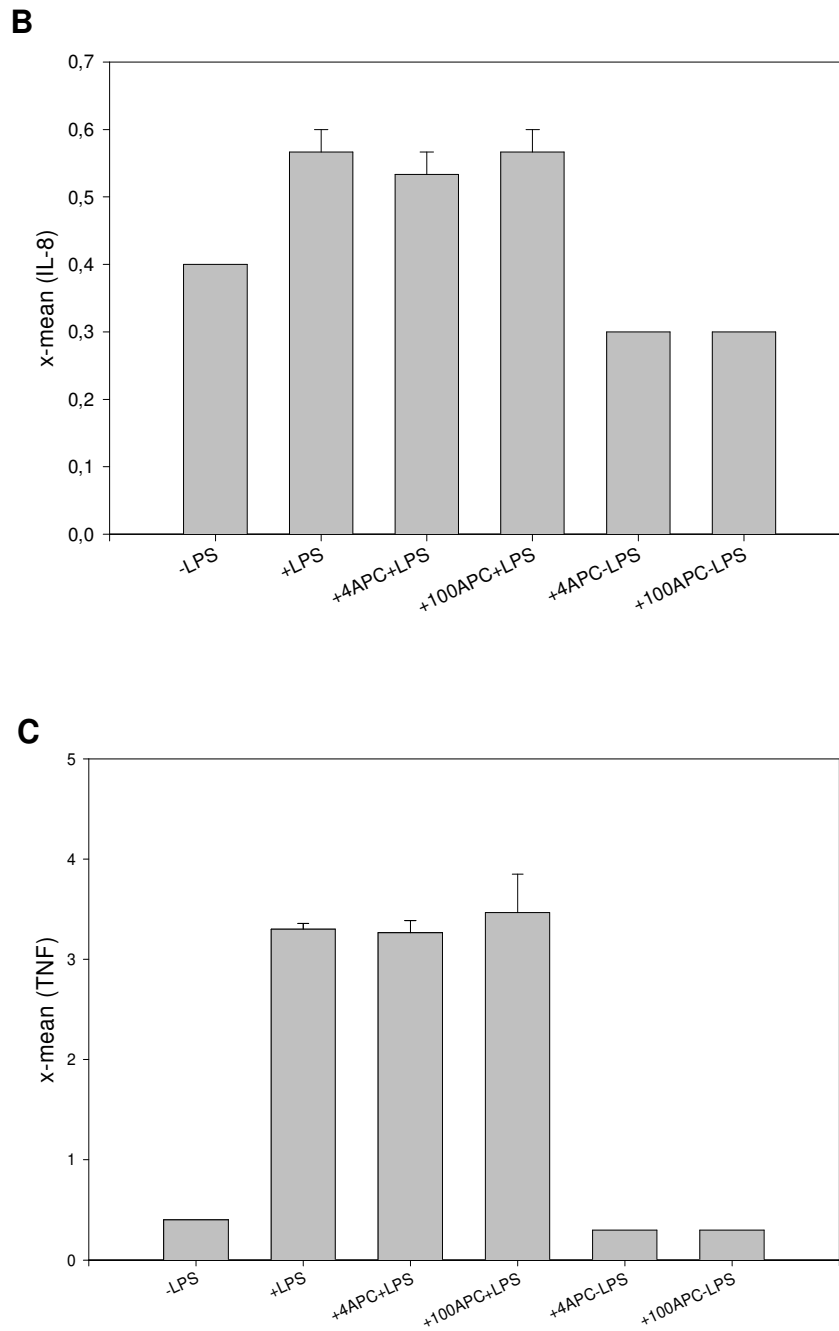 B
0,7
0,6
0,5
0,4
0,3
0,2
0,1
0,0
x-mean (IL-8)
-LPS
+LPS
+4APC+LPS
+100APC+LPS
+4APC-LPS
+100APC-LPS
C
5
4
3
2
1
0
x-mean (TNF)
-LPS
+LPS
+4APC+LPS
+100APC+LPS
+4APC-LPS
+100APC-LPS